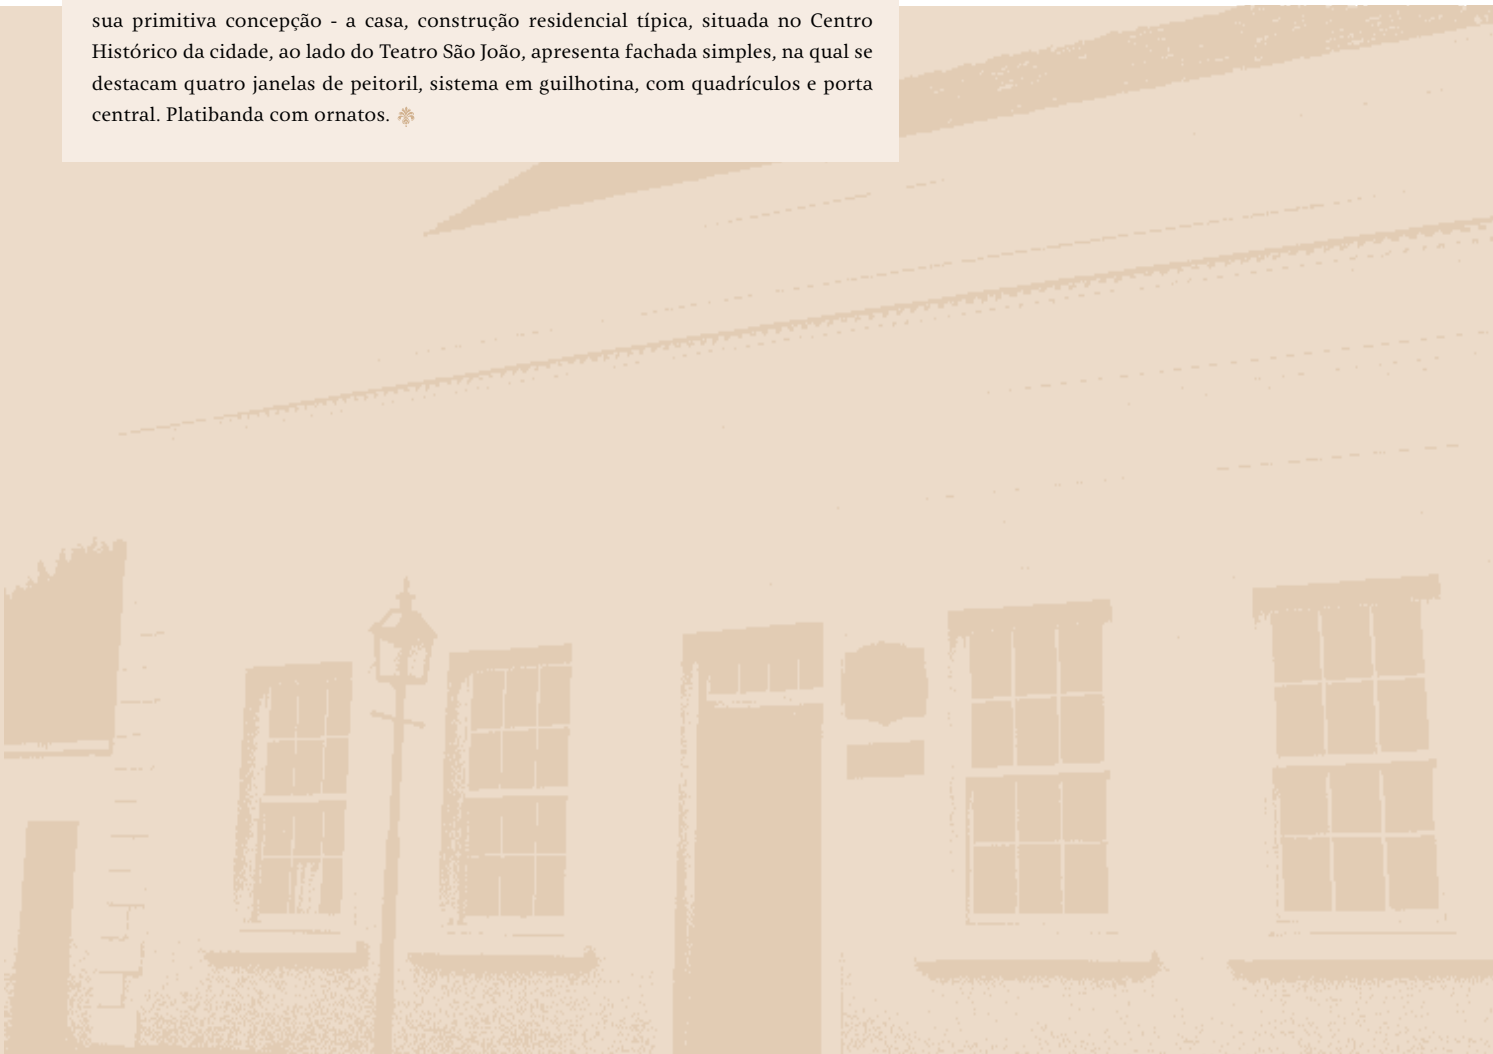 sua primitiva concepção - a casa, construção residencial típica, situada no Centro
Histórico da cidade, ao lado do Teatro São João, apresenta fachada simples, na qual se
destacam quatro janelas de peitoril, sistema em guilhotina, com quadrículos e porta
central. Platibanda com ornatos.